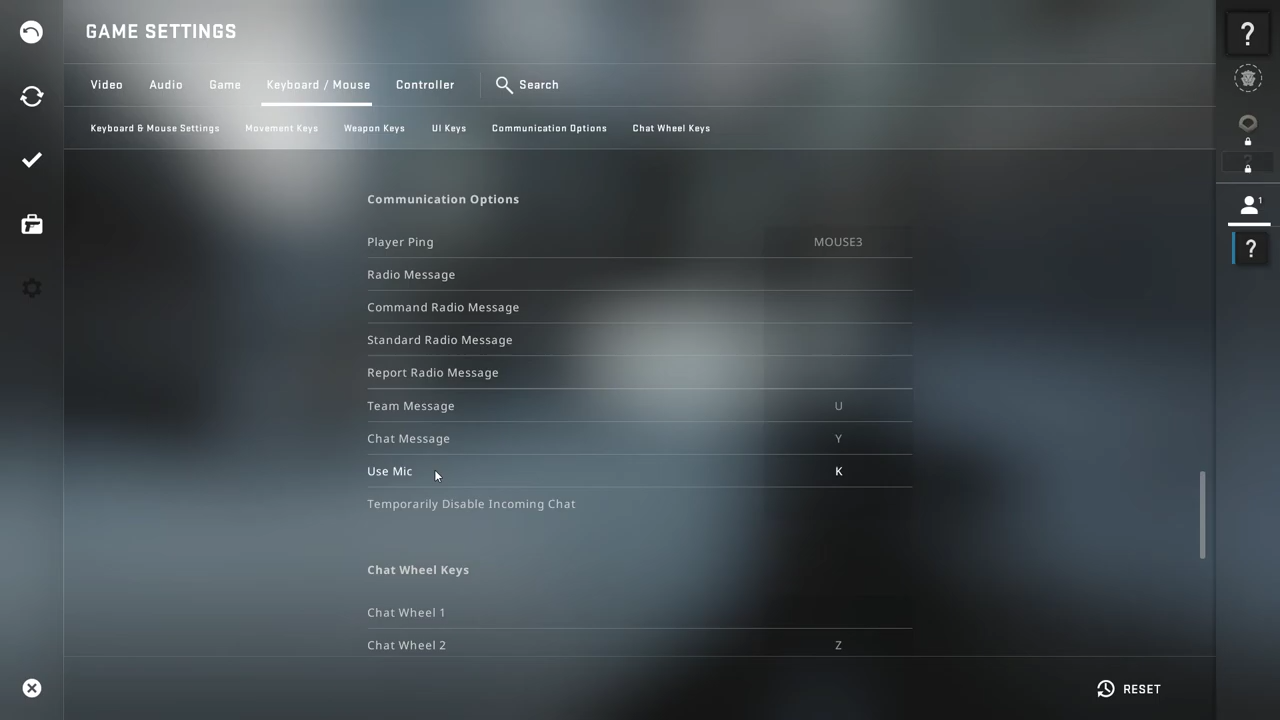 GAME SETTINGS
Video Audio Game Keyboard / Mouse Controller Search
Keyboard & Mouse Settings Movement Keys Weapon Keys UI Keys Communication Options Chat Wheel Keys
Communication Options
Player Ping MOUSE3
Radio Message
Command Radio Message
Standard Radio Message
Report Radio Message
Team Message U
Chat Message Y
Use Mic K
Temporarily Disable Incoming Chat
Chat Wheel Keys
Chat Wheel 1
Chat Wheel 2 Z
RESET
?
?
1
?